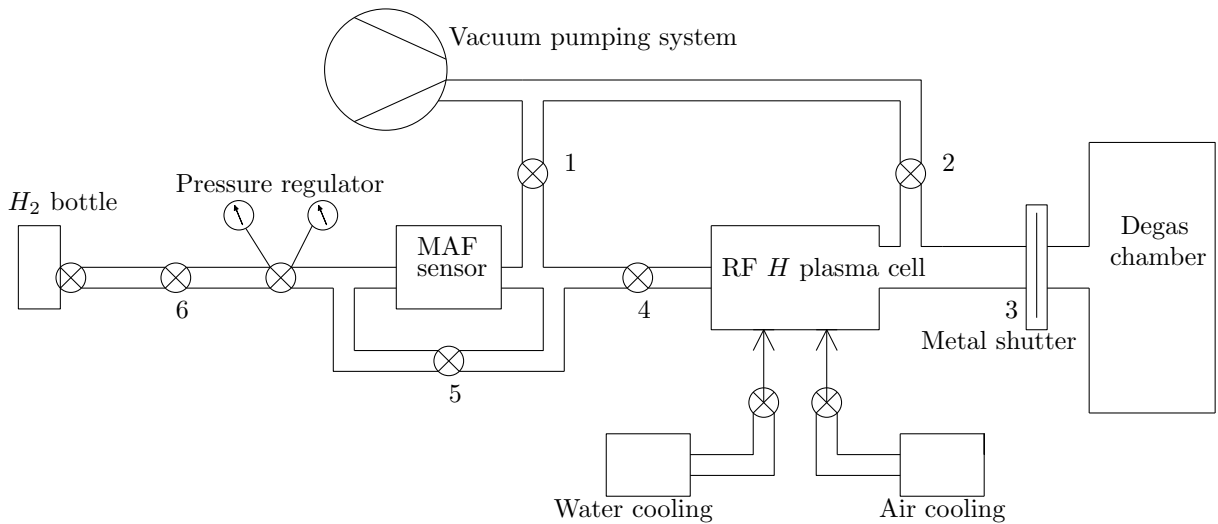 Vacuum pumping system
1
2
Pressure regulator
H₂ bottle
MAF
sensor
Degas
chamber
RF H plasma cell
6
4
3
Metal shutter
5
Water cooling
Air cooling